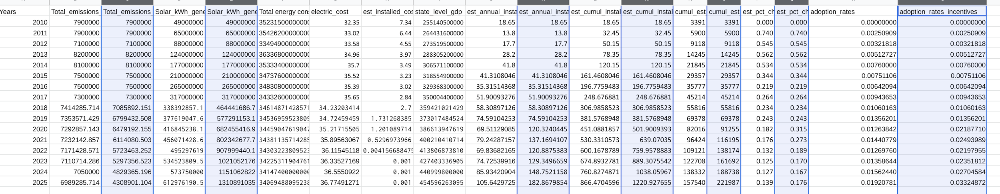 Years Total_emissions_ Total_emissions_ Solar_kWh_gene Solar_kWh_gene Total energy con electric_cost est_installed_cos state_level_gdp est_annual_insta est_annual_insta est_cumul_instal est_cumul_instal cumul_est_ cumul_est_ est_pct_ch est_pct_ch adoption_rates adoption_rates_incentives
2010 7900000 7900000 49000000 49000000 35231500000000 32.35 7.34 255140500000 18.65 18.65 18.65 18.65 3391 3391 0.000 0.000 0.00000000 0.00000000
2011 7900000 7900000 65000000 65000000 35426200000000 33.02 6.44 264431600000 13.8 13.8 32.45 32.45 5900 5900 0.740 0.740 0.00250909 0.00250909
2012 7100000 7100000 88000000 88000000 33494900000000 33.58 4.55 273519500000 17.7 17.7 50.15 50.15 9118 9118 0.545 0.545 0.00321818 0.00321818
2013 8200000 8200000 124000000 124000000 36336800000000 34.96 3.97 288305200000 28.2 28.2 78.35 78.35 14245 14245 0.562 0.562 0.00512727 0.00512727
2014 8100000 8100000 177000000 177000000 35333400000000 35.7 3.49 306571100000 41.8 41.8 120.15 120.15 21845 21845 0.534 0.534 0.00760000 0.00760000
2015 7500000 7500000 210000000 210000000 34737600000000 35.52 3.23 318554900000 41.3108046 41.3108046 161.4608046 161.4608046 29357 29357 0.344 0.344 0.00751106 0.00751106
2016 7500000 7500000 265000000 265000000 34830800000000 35.39 3.02 329368300000 35.31514368 35.31514368 196.7759483 196.7759483 35777 35777 0.219 0.219 0.00642094 0.00642094
2017 7300000 7300000 317000000 317000000 34332600000000 35.65 2.84 350004400000 51.90093276 51.90093276 248.676881 248.676881 45214 45214 0.264 0.264 0.00943653 0.00943653
2018 7414285.714 7085892.151 338392857.1 464441686.7 34614871428571 34.23203414 2.7 359421021429 58.30897126 58.30897126 306.9858523 306.9858523 55816 55816 0.234 0.234 0.01060163 0.01060163
2019 7353571.429 6799432.508 377619047.6 577291153.1 34536959523809 34.72459459 1.731268385 373017484524 74.59104253 74.59104253 381.5768948 381.5768948 69378 69378 0.243 0.243 0.01356201 0.01356201
2020 7292857.143 6479192.155 416845238.1 682455416.9 34459047619047 35.21715505 1.201089714 386613947619 69.51129085 120.3240445 451.0881857 501.9009393 82016 91255 0.182 0.315 0.01263842 0.02187710
2021 7232142.857 6114080.503 456071428.6 802342677.7 34381135714285 35.89563067 0.5296973966 400210410714 79.24287157 137.1694107 530.3310573 639.07035 96424 116195 0.176 0.273 0.01440779 0.02493989
2022 7171428.571 5723463.252 495297619 907999440.1 34303223809523 36.11545118 0.004156688475 413806873810 69.83682165 120.8875383 600.1678789 759.9578883 109121 138174 0.132 0.189 0.01269760 0.02197955
2023 7110714.286 5297356.523 534523809.5 1021052176 34225311904761 36.33527169 0.001 427403336905 74.72539916 129.3496659 674.8932781 889.3075542 122708 161692 0.125 0.170 0.01358644 0.02351812
2024 7050000 4829365.196 573750000 1151062822 34147400000000 36.5550922 0.001 440999800000 85.93420904 148.7521158 760.8274871 1038.05967 138332 188738 0.127 0.167 0.01562440 0.02704584
2025 6989285.714 4308901.104 612976190.5 1310891035 34069488095238 36.77491271 0.001 454596263095 105.6429725 182.8679854 866.4704596 1220.927655 157540 221987 0.139 0.176 0.01920781 0.03324872